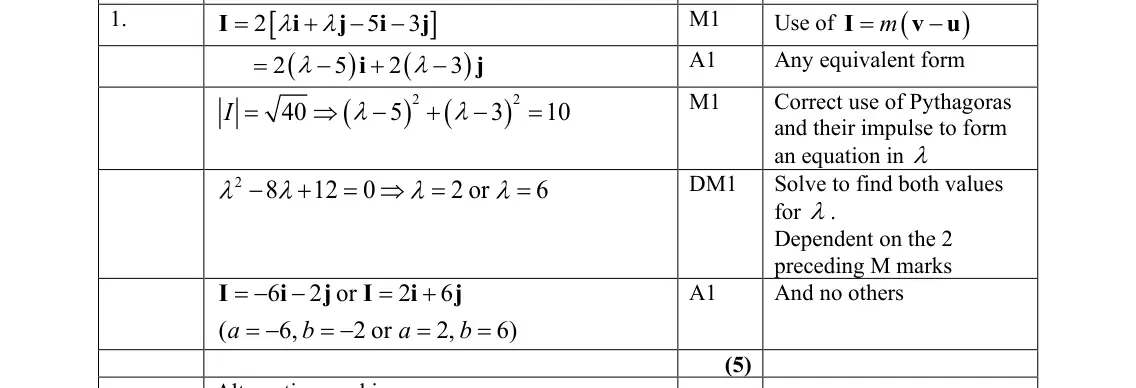 1. I = 2[λi + λj − 5i − 3j] M1 Use of I = m(v − u)
= 2(λ − 5)i + 2(λ − 3)j A1 Any equivalent form
|I| = √40 ⇒ (λ − 5)² + (λ − 3)² = 10 M1 Correct use of Pythagoras
and their impulse to form
an equation in λ
λ² − 8λ + 12 = 0 ⇒ λ = 2 or λ = 6 DM1 Solve to find both values
for λ.
Dependent on the 2
preceding M marks
I = −6i − 2j or I = 2i + 6j A1 And no others
(a = −6, b = −2 or a = 2, b = 6)
(5)